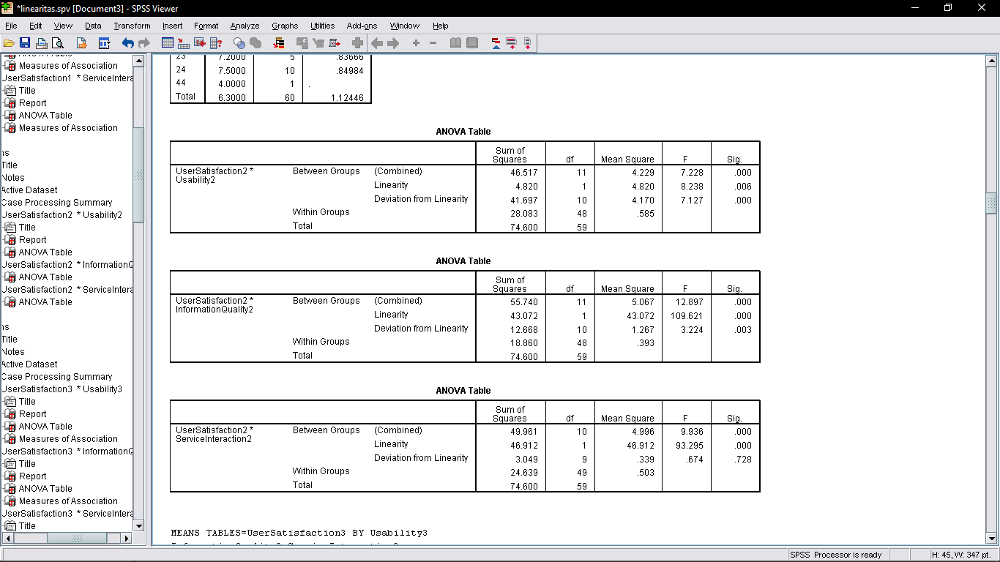 *linearitas.spv [Document3] - SPSS Viewer
File Edit View Data Transform Insert Format Analyze Graphs Utilities Add-ons Window Help
Measures of Association
UserSatisfaction1 * ServiceIntera
Title
Report
ANOVA Table
Measures of Association
ns
Title
Notes
Active Dataset
Case Processing Summary
UserSatisfaction2 * Usability2
Title
Report
ANOVA Table
UserSatisfaction2 * InformationQ
ANOVA Table
UserSatisfaction2 * ServiceIntera
ANOVA Table
ns
Title
Notes
Active Dataset
Case Processing Summary
UserSatisfaction3 * Usability3
Title
Report
ANOVA Table
Measures of Association
UserSatisfaction3 * InformationQ
Title
Report
ANOVA Table
Measures of Association
UserSatisfaction3 * ServiceIntera
Title
23 7.2000 5 .83666
24 7.5000 10 .84984
44 4.0000 1 .
Total 6.3000 60 1.12446
ANOVA Table
Sum of
Squares df Mean Square F Sig.
UserSatisfaction2 * Between Groups (Combined) 46.517 11 4.229 7.228 .000
Usability2
Linearity 4.820 1 4.820 8.238 .006
Deviation from Linearity 41.697 10 4.170 7.127 .000
Within Groups 28.083 48 .585
Total 74.600 59
ANOVA Table
Sum of
Squares df Mean Square F Sig.
UserSatisfaction2 * Between Groups (Combined) 55.740 11 5.067 12.897 .000
InformationQuality2
Linearity 43.072 1 43.072 109.621 .000
Deviation from Linearity 12.668 10 1.267 3.224 .003
Within Groups 18.860 48 .393
Total 74.600 59
ANOVA Table
Sum of
Squares df Mean Square F Sig.
UserSatisfaction2 * Between Groups (Combined) 49.961 10 4.996 9.936 .000
ServiceInteraction2
Linearity 46.912 1 46.912 93.295 .000
Deviation from Linearity 3.049 9 .339 .674 .728
Within Groups 24.639 49 .503
Total 74.600 59
MEANS TABLES=UserSatisfaction3 BY Usability3
SPSS Processor is ready
H: 45, W: 347 pt.